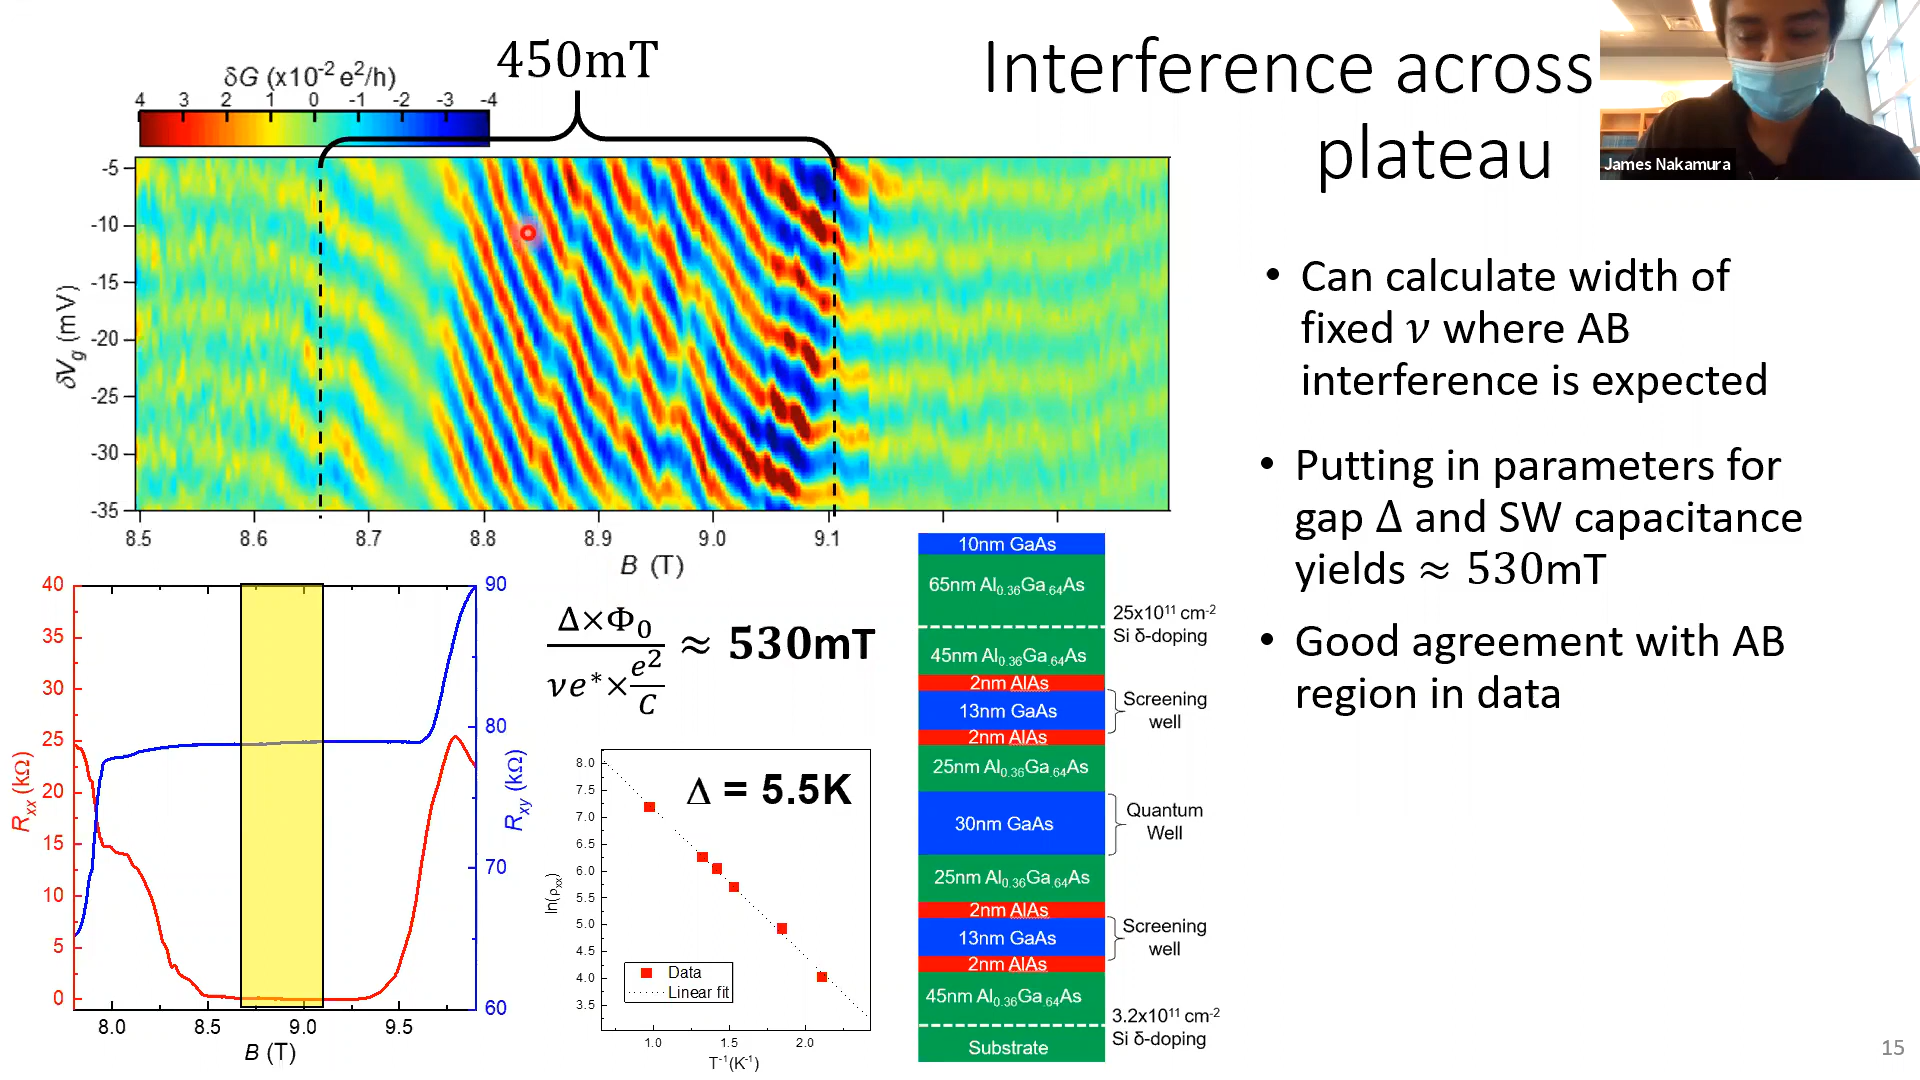 Interference across
plateau
James Nakamura
450mT
δG (x10⁻² e²/h)
4 3 2 1 0 -1 -2 -3 -4
δVg (mV)
-5
-10
-15
-20
-25
-30
-35
8.5 8.6 8.7 8.8 8.9 9.0 9.1
B (T)
• Can calculate width of
fixed ν where AB
interference is expected
• Putting in parameters for
gap Δ and SW capacitance
yields ≈ 530mT
• Good agreement with AB
region in data
Rxx (kΩ)
40
35
30
25
20
15
10
5
0
90
80
70
60
Rxy (kΩ)
8.0 8.5 9.0 9.5
B (T)
Δ×Φ₀
νe*×e²/C
≈ 530mT
Δ = 5.5K
ln(ρxx)
8.0
7.5
7.0
6.5
6.0
5.5
5.0
4.5
4.0
3.5
Data
Linear fit
1.0 1.5 2.0
T⁻¹(K⁻¹)
10nm GaAs
65nm Al0.36Ga.64As
25x10¹¹ cm⁻²
Si δ-doping
45nm Al0.36Ga.64As
2nm AlAs
13nm GaAs
Screening
well
2nm AlAs
25nm Al0.36Ga.64As
30nm GaAs
Quantum
Well
25nm Al0.36Ga.64As
2nm AlAs
13nm GaAs
Screening
well
2nm AlAs
45nm Al0.36Ga.64As
3.2x10¹¹ cm⁻²
Si δ-doping
Substrate
15